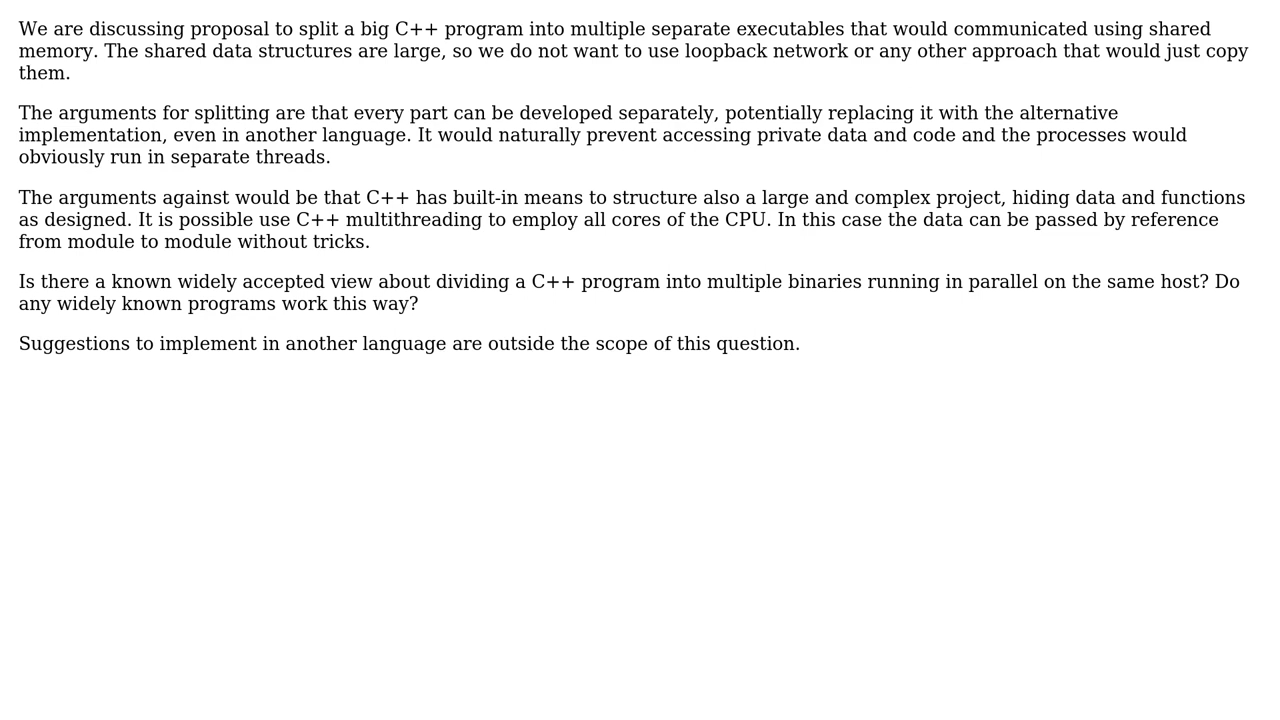 We are discussing proposal to split a big C++ program into multiple separate executables that would communicated using shared
memory. The shared data structures are large, so we do not want to use loopback network or any other approach that would just copy
them.
The arguments for splitting are that every part can be developed separately, potentially replacing it with the alternative
implementation, even in another language. It would naturally prevent accessing private data and code and the processes would
obviously run in separate threads.
The arguments against would be that C++ has built-in means to structure also a large and complex project, hiding data and functions
as designed. It is possible use C++ multithreading to employ all cores of the CPU. In this case the data can be passed by reference
from module to module without tricks.
Is there a known widely accepted view about dividing a C++ program into multiple binaries running in parallel on the same host? Do
any widely known programs work this way?
Suggestions to implement in another language are outside the scope of this question.